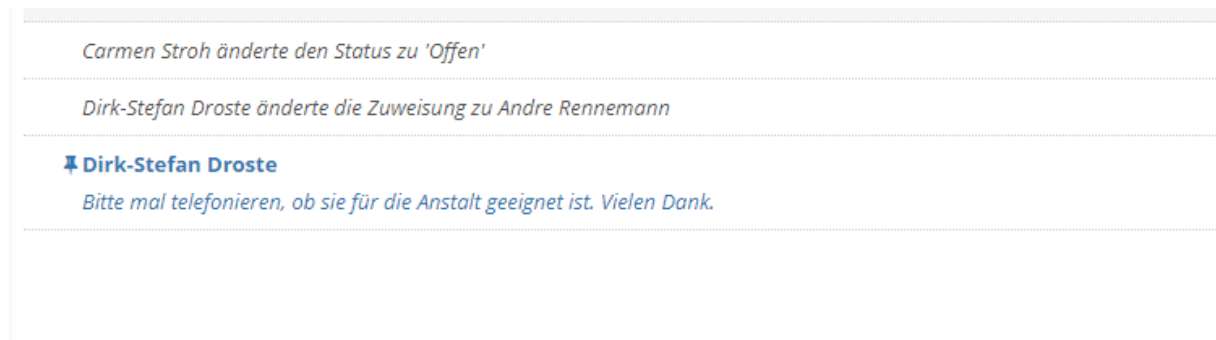 Carmen Stroh änderte den Status zu 'Offen'
Dirk-Stefan Droste änderte die Zuweisung zu Andre Rennemann
Dirk-Stefan Droste
Bitte mal telefonieren, ob sie für die Anstalt geeignet ist. Vielen Dank.